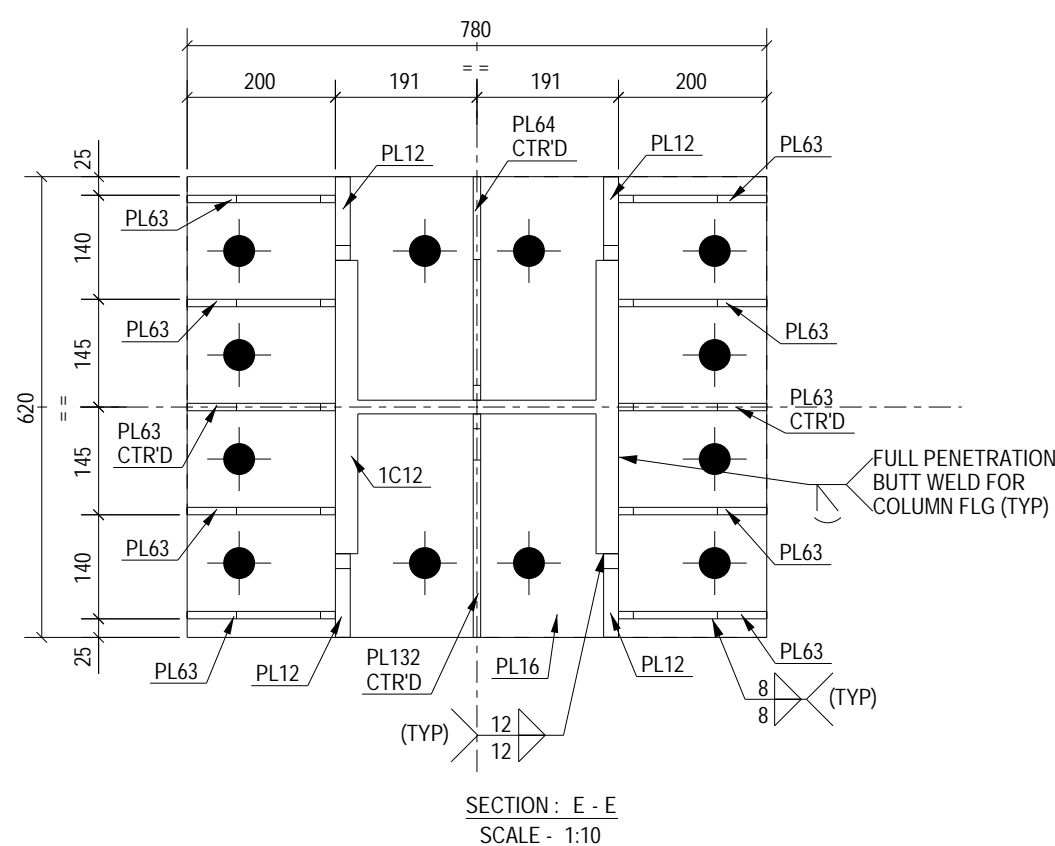 780
= =
200
191
191
200
25
PL12
PL64
CTR'D
PL12
PL63
PL63
140
PL63
PL63
145
620
=
PL63
CTR'D
PL63
CTR'D
145
1C12
FULL PENETRATION
BUTT WELD FOR
COLUMN FLG (TYP)
PL63
PL63
140
25
PL63
PL12
PL132
CTR'D
PL16
PL12
PL63
8
8
(TYP)
(TYP)
12
12
SECTION : E - E
SCALE - 1:10